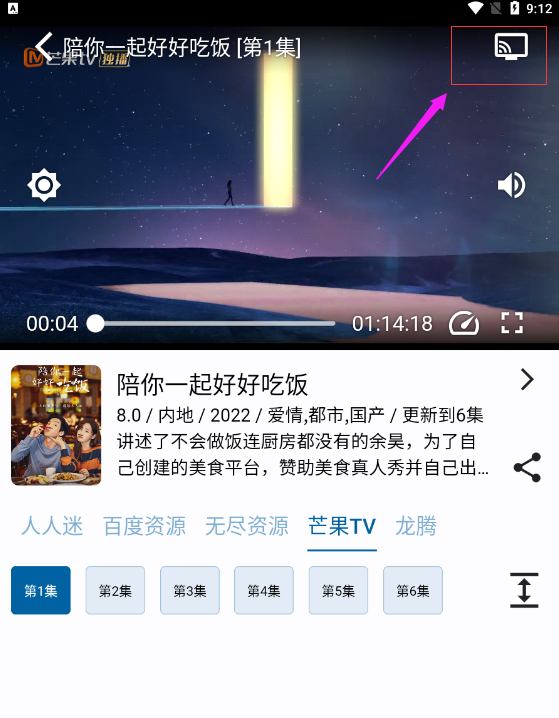 A
9:12
陪你一起好好吃饭 [第1集]
芒果TV 独播
00:04
01:14:18
陪你一起
好好吃饭
陪你一起好好吃饭
8.0 / 内地 / 2022 / 爱情,都市,国产 / 更新到6集
讲述了不会做饭连厨房都没有的余昊，为了自
己创建的美食平台，赞助美食真人秀并自己出...
人人迷 百度资源 无尽资源 芒果TV 龙腾
第1集 第2集 第3集 第4集 第5集 第6集